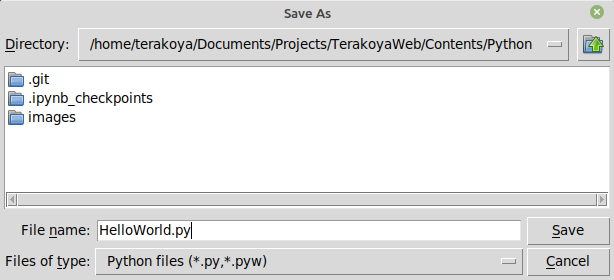 Save As
Directory: /home/terakoya/Documents/Projects/TerakoyaWeb/Contents/Python
.git
.ipynb_checkpoints
images
File name: HelloWorld.py Save
Files of type: Python files (*.py,*.pyw) Cancel